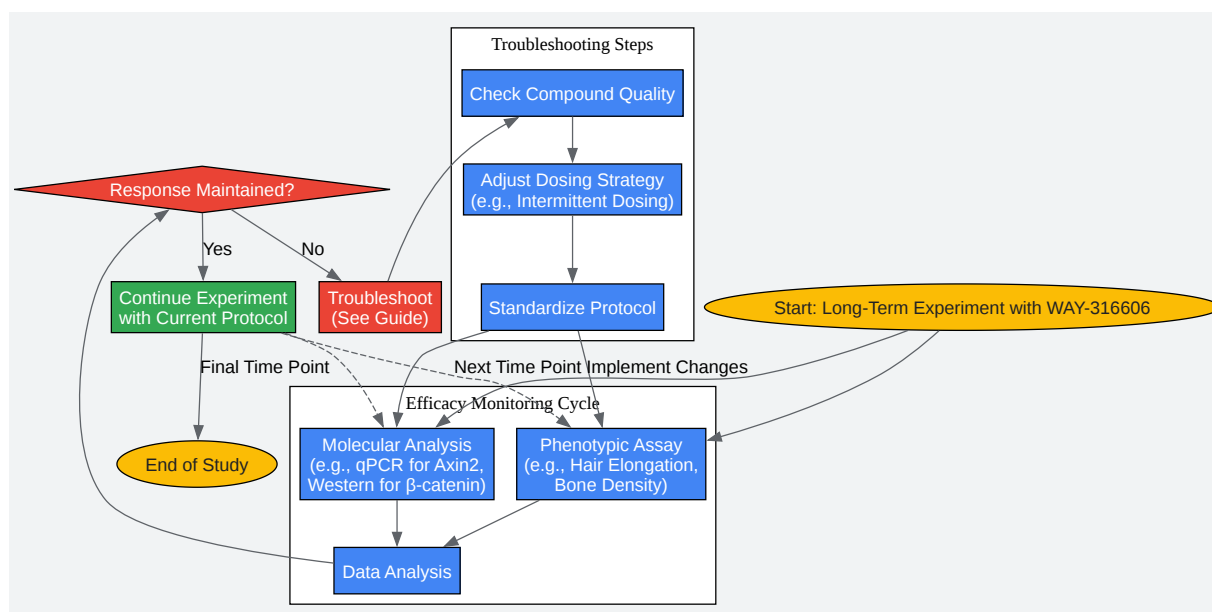 Troubleshooting Steps
Check Compound Quality
Adjust Dosing Strategy
(e.g., Intermittent Dosing)
Standardize Protocol
Response Maintained?
Yes
No
Continue Experiment
with Current Protocol
Troubleshoot
(See Guide)
Start: Long-Term Experiment with WAY-316606
Final Time Point
Next Time Point
Implement Changes
Efficacy Monitoring Cycle
End of Study
Molecular Analysis
(e.g., qPCR for Axin2,
Western for β-catenin)
Phenotypic Assay
(e.g., Hair Elongation,
Bone Density)
Data Analysis